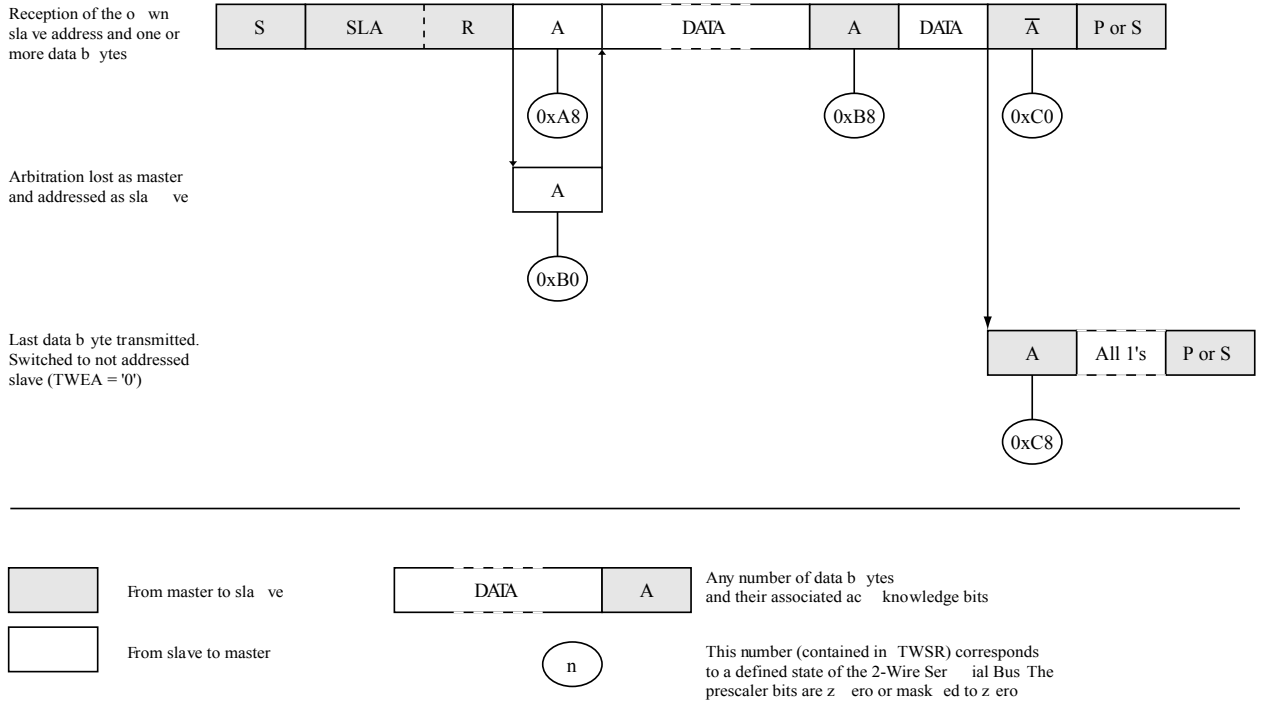 Reception of the o wn
sla ve address and one or
more data b ytes
S SLA R A DATA A DATA A P or S
0xA8 0xB8 0xC0
Arbitration lost as master
and addressed as sla ve
A
0xB0
Last data b yte transmitted.
Switched to not addressed
slave (TWEA = '0')
A All 1's P or S
0xC8
From master to sla ve
DATA A
Any number of data b ytes
and their associated ac knowledge bits
From slave to master
n
This number (contained in TWSR) corresponds
to a defined state of the 2-Wire Ser ial Bus The
prescaler bits are z ero or mask ed to z ero